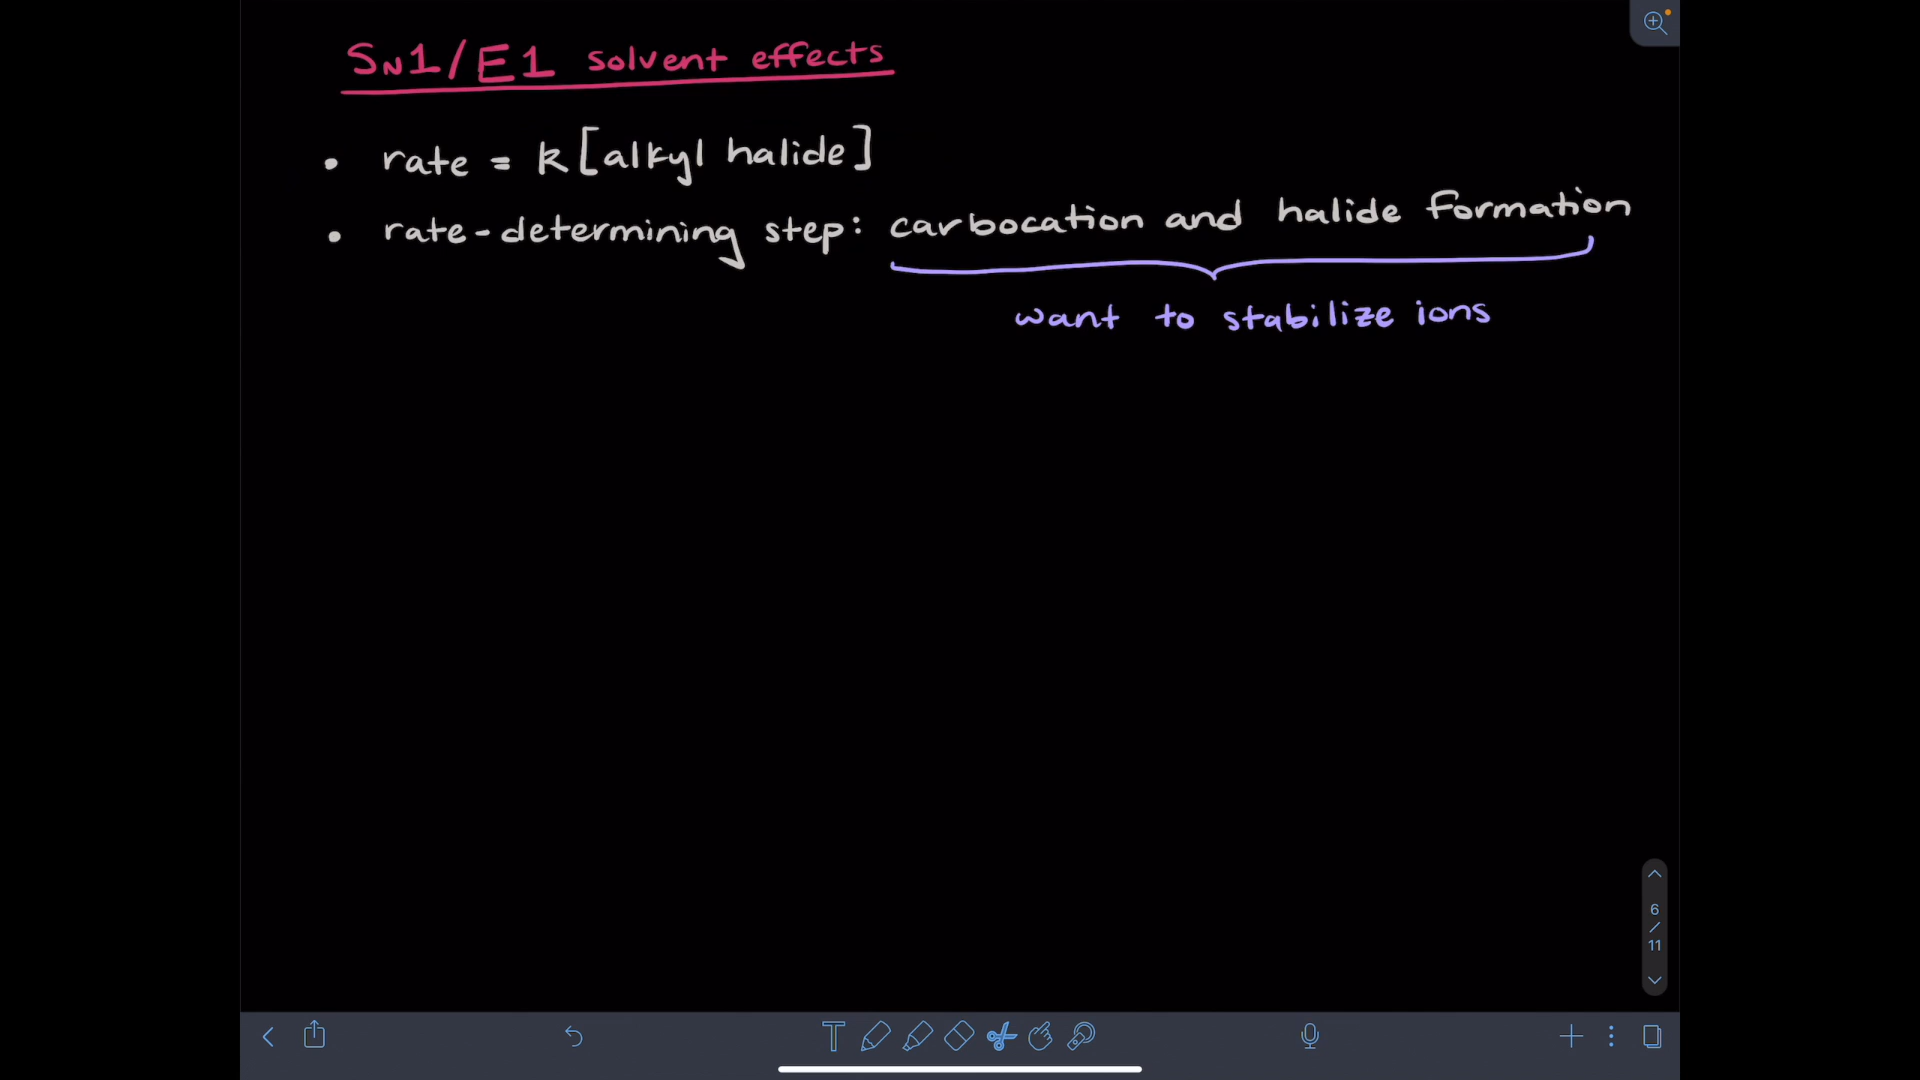 SN1/E1 solvent effects
• rate = k[alkyl halide]
• rate-determining step: carbocation and halide formation
want to stabilize ions
6
/
11
T